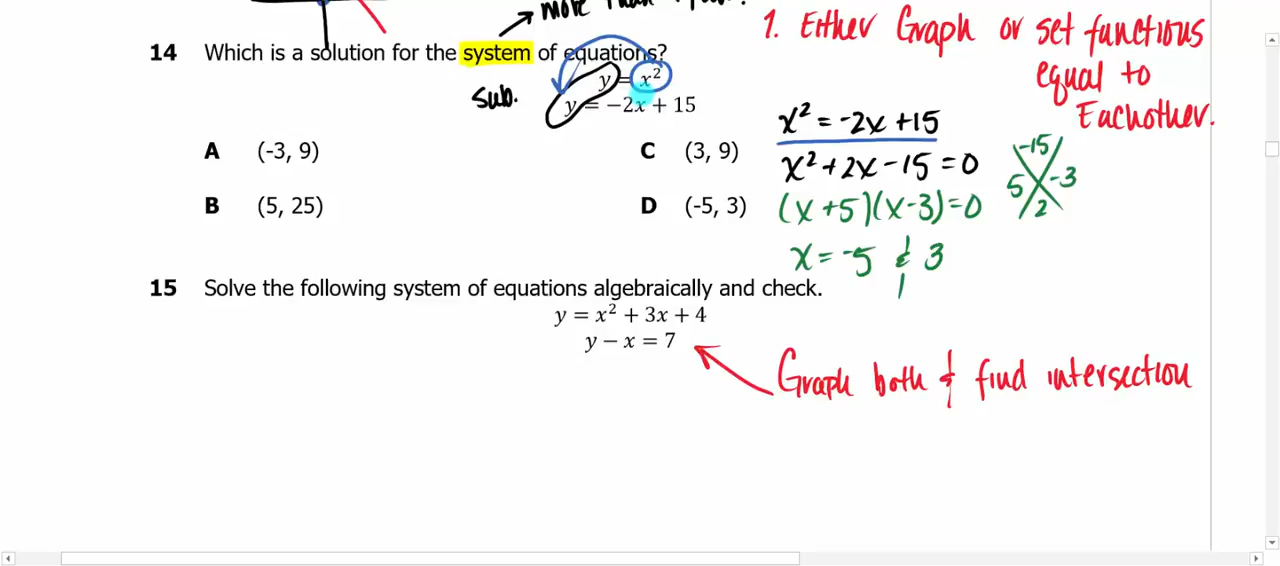 more than
1. Either Graph or set functions
equal to
Eachother.
14 Which is a solution for the system of equations?
y = x²
sub.
y = −2x + 15
x² = -2x +15
A (-3, 9)
C (3, 9)
x² + 2x - 15 = 0
-15
5 -3
2
B (5, 25)
D (-5, 3)
(x +5)(x-3)=0
x = -5 & 3
15 Solve the following system of equations algebraically and check.
y = x² + 3x + 4
y − x = 7
Graph both & find intersection